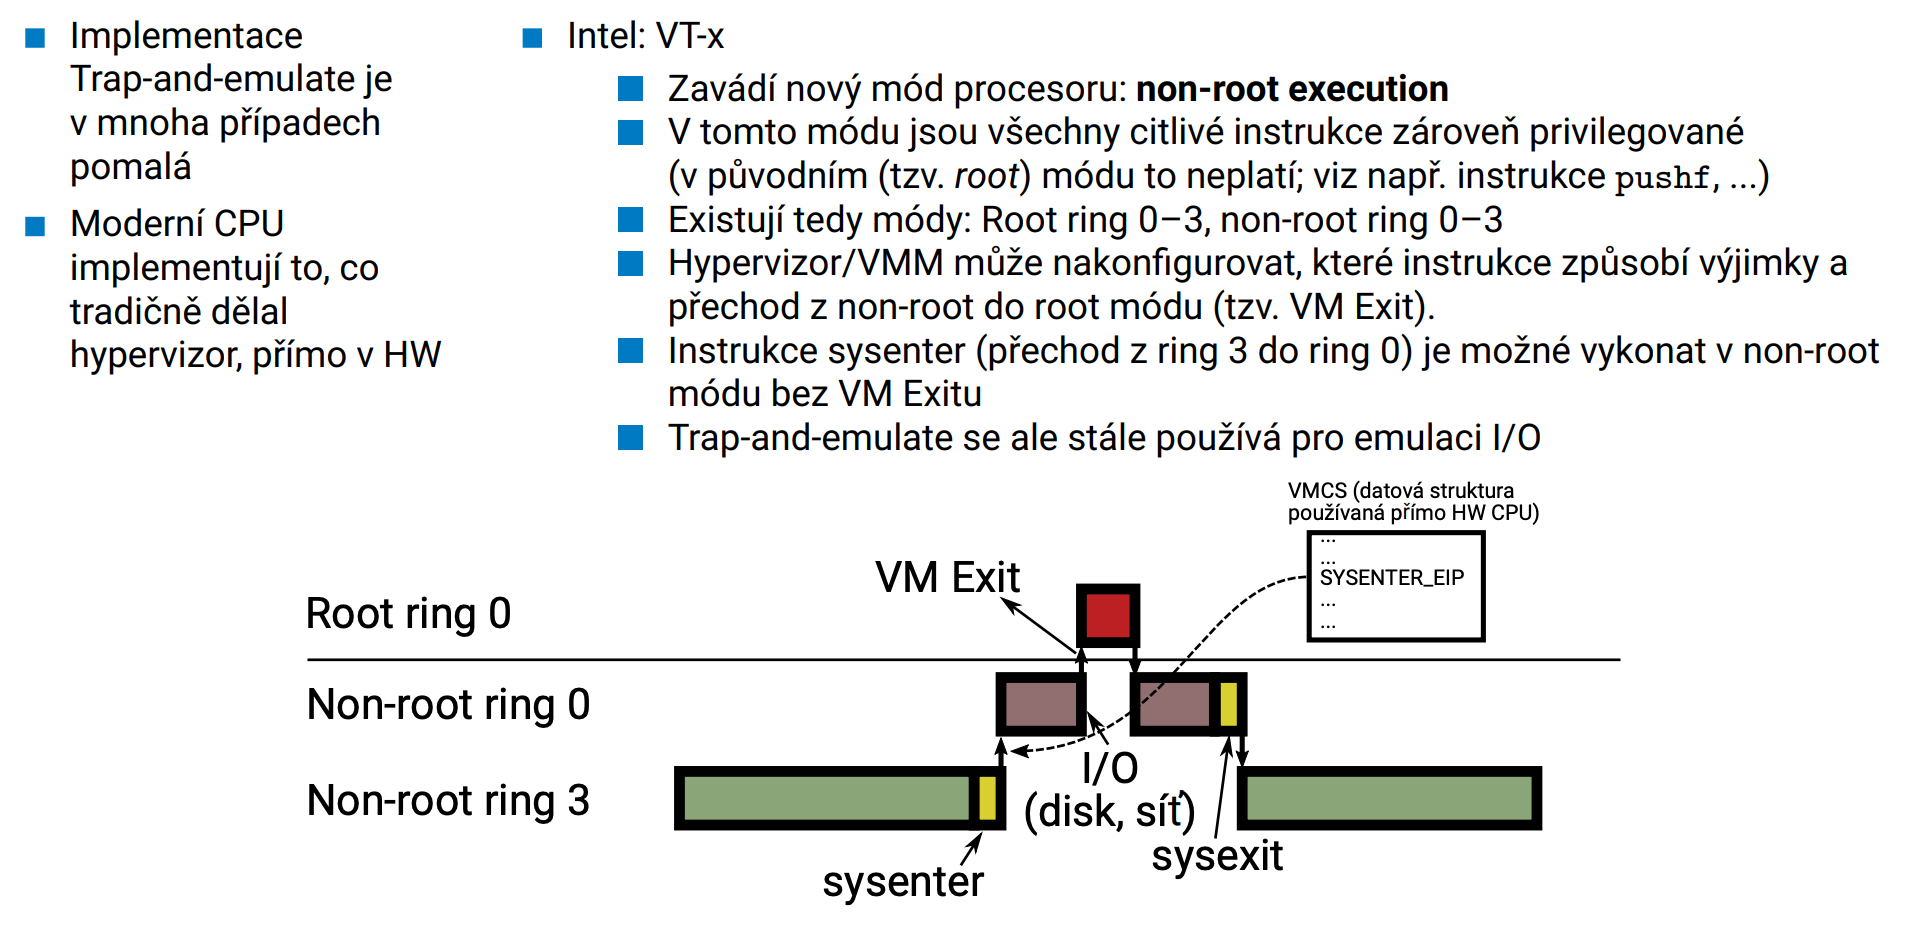 Implementace
Trap-and-emulate je
v mnoha případech
pomalá
Moderní CPU
implementují to, co
tradičně dělal
hypervizor, přímo v HW
Intel: VT-x
Zavádí nový mód procesoru: non-root execution
V tomto módu jsou všechny citlivé instrukce zároveň privilegované
(v původním (tzv. root) módu to neplatí; viz např. instrukce pushf, ...)
Existují tedy módy: Root ring 0–3, non-root ring 0–3
Hypervizor/VMM může nakonfigurovat, které instrukce způsobí výjimky a
přechod z non-root do root módu (tzv. VM Exit).
Instrukce sysenter (přechod z ring 3 do ring 0) je možné vykonat v non-root
módu bez VM Exitu
Trap-and-emulate se ale stále používá pro emulaci I/O
VMCS (datová struktura
používaná přímo HW CPU)
...
...
SYSENTER_EIP
...
...
VM Exit
Root ring 0
Non-root ring 0
I/O
(disk, síť)
Non-root ring 3
sysexit
sysenter